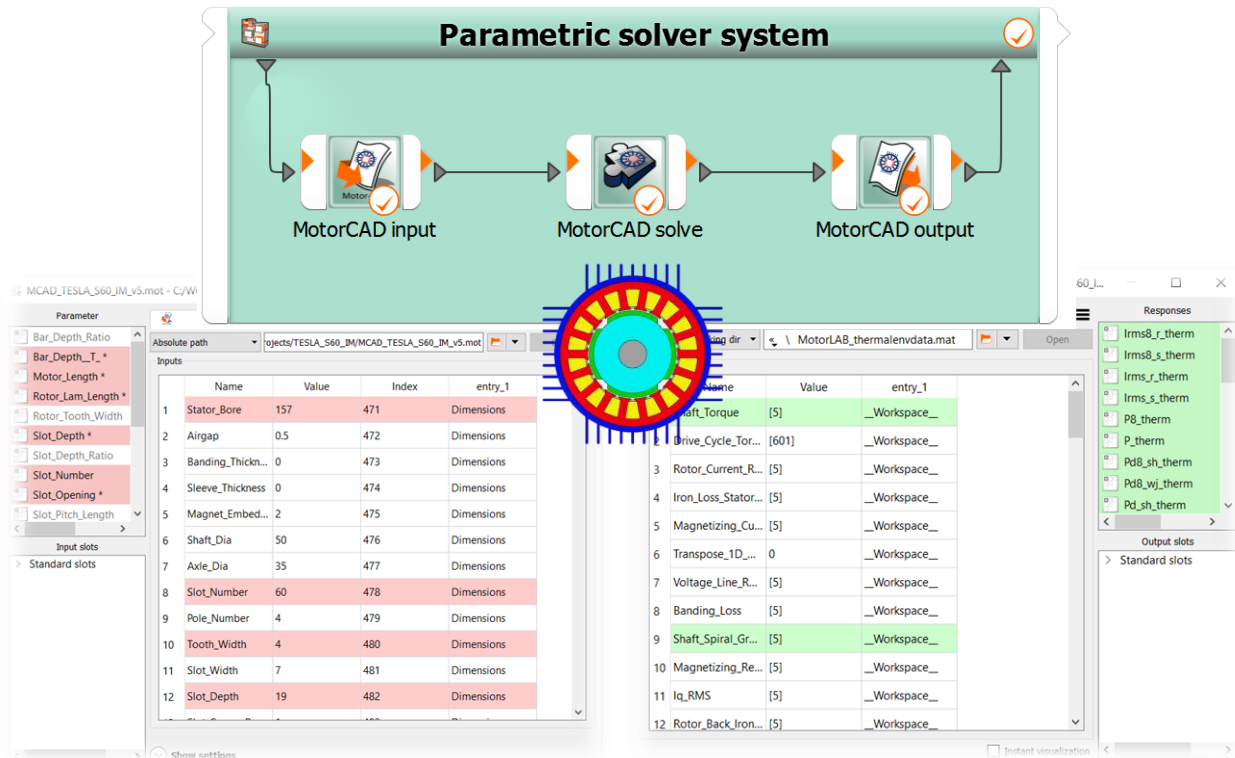 Parametric solver system
MotorCAD input
MotorCAD solve
MotorCAD output
MCAD_TESLA_S60_IM_v5.mot - C:/W
Parameter
Bar_Depth_Ratio
Bar_Depth__T_ *
Motor_Length *
Rotor_Lam_Length *
Rotor_Tooth_Width
Slot_Depth *
Slot_Depth_Ratio
Slot_Number
Slot_Opening *
Slot_Pitch_Length
Input slots
Standard slots
Absolute path
rojects/TESLA_S60_IM/MCAD_TESLA_S60_IM_v5.mot
Inputs
Name Value Index entry_1
1 Stator_Bore 157 471 Dimensions
2 Airgap 0.5 472 Dimensions
3 Banding_Thickn... 0 473 Dimensions
4 Sleeve_Thickness 0 474 Dimensions
5 Magnet_Embed... 2 475 Dimensions
6 Shaft_Dia 50 476 Dimensions
7 Axle_Dia 35 477 Dimensions
8 Slot_Number 60 478 Dimensions
9 Pole_Number 4 479 Dimensions
10 Tooth_Width 4 480 Dimensions
11 Slot_Width 7 481 Dimensions
12 Slot_Depth 19 482 Dimensions
Show settings
king dir \ MotorLAB_thermalenvdata.mat Open
Name Value entry_1
haft_Torque [5] __Workspace__
2 Drive_Cycle_Tor... [601] __Workspace__
3 Rotor_Current_R... [5] __Workspace__
4 Iron_Loss_Stator... [5] __Workspace__
5 Magnetizing_Cu... [5] __Workspace__
6 Transpose_1D_... 0 __Workspace__
7 Voltage_Line_R... [5] __Workspace__
8 Banding_Loss [5] __Workspace__
9 Shaft_Spiral_Gr... [5] __Workspace__
10 Magnetizing_Re... [5] __Workspace__
11 Iq_RMS [5] __Workspace__
12 Rotor_Back_Iron... [5] __Workspace__
Instant visualization
60_I...
Responses
Irms8_r_therm
Irms8_s_therm
Irms_r_therm
Irms_s_therm
P8_therm
P_therm
Pd8_sh_therm
Pd8_wj_therm
Pd_sh_therm
Output slots
Standard slots